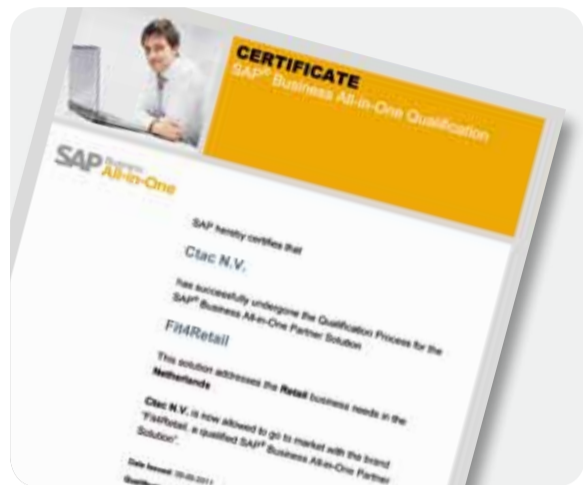 CERTIFICATE
SAP® Business All-in-One Qualification
SAP Business
All-in-One
SAP hereby certifies that
Ctac N.V.
has successfully undergone the Qualification Process for the
SAP® Business All-in-One Partner Solution
Fit4Retail
This solution addresses the Retail business needs in the
Netherlands
Ctac N.V. is now allowed to go to market with the brand
"Fit4Retail, a qualified SAP® Business All-in-One Partner
Solution".
Date Issued: